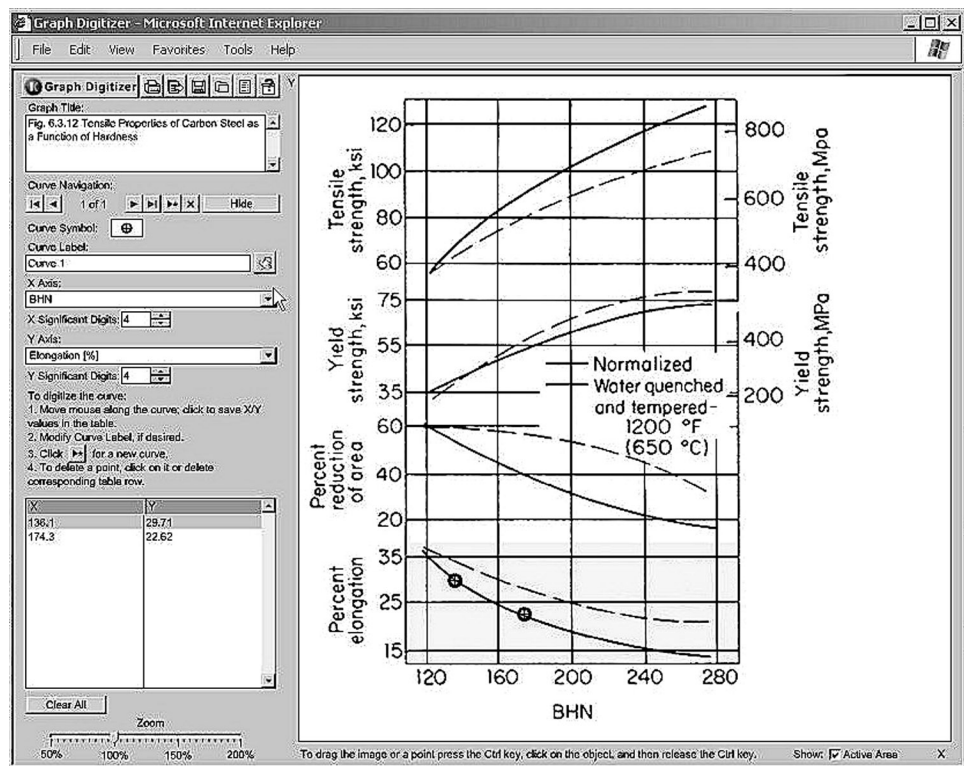 Graph Digitizer - Microsoft Internet Explorer
File Edit View Favorites Tools Help
Graph Digitizer
Graph Title:
Fig. 6.3.12 Tensile Properties of Carbon Steel as
a Function of Hardness
Curve Navigation:
1 of 1
Hide
Curve Symbol:
Curve Label:
Curve 1
X Axis:
BHN
X Significant Digits: 4
Y Axis:
Elongation [%]
Y Significant Digits: 4
To digitize the curve:
1. Move mouse along the curve; click to save X/Y
values in the table.
2. Modify Curve Label, if desired.
3. Click for a new curve.
4. To delete a point, click on it or delete
corresponding table row.
X Y
136.1 29.71
174.3 22.62
Clear All
Zoom
50% 100% 150% 200%
Y
Tensile
strength, ksi
120
100
80
60
800
600
400
Tensile
strength, Mpa
Yield
strength, ksi
75
55
35
400
200
Yield
strength, MPa
Normalized
Water quenched
and tempered-
1200 °F
(650 °C)
Percent
reduction
of area
60
40
20
Percent
elongation
35
25
15
120 160 200 240 280
BHN
To drag the image or a point press the Ctrl key, click on the object, and then release the Ctrl key.
Show: Active Area X